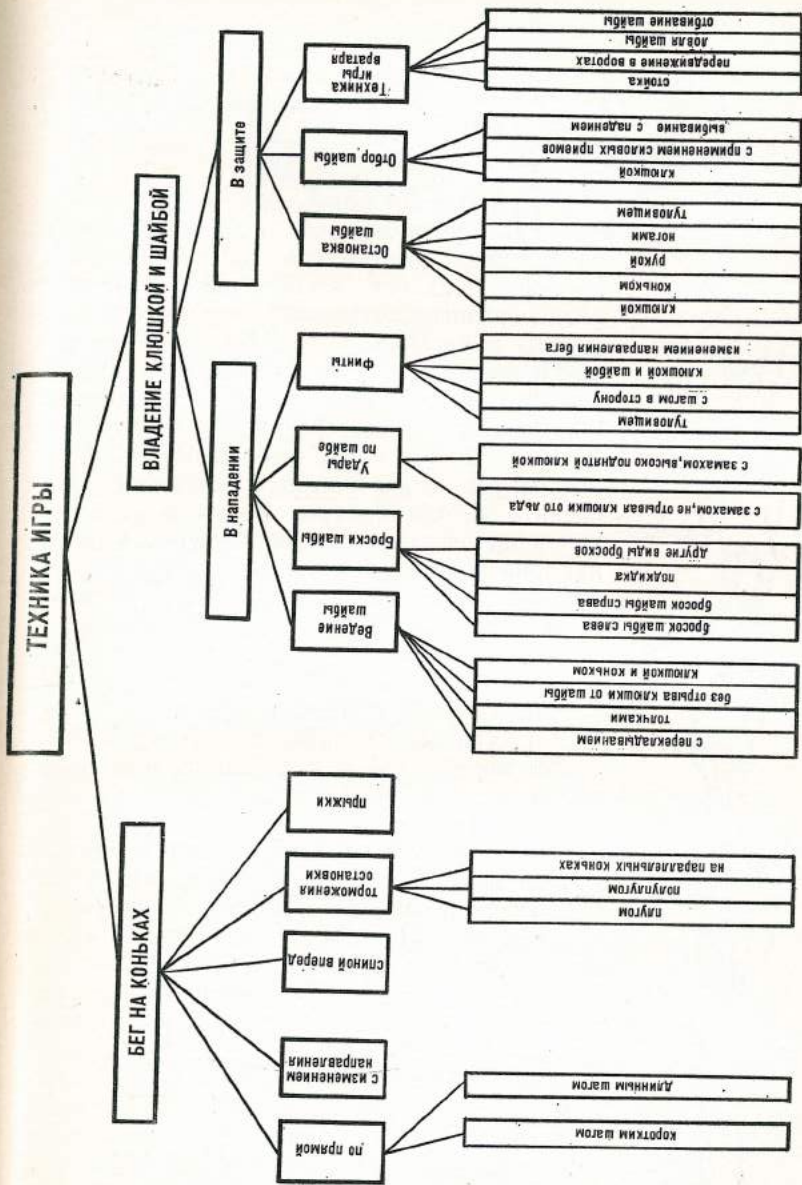 ТЕХНИКА ИГРЫ
БЕГ НА КОНЬКАХ
ВЛАДЕНИЕ КЛЮШКОЙ И ШАЙБОЙ
В нападении
В защите
по прямой
с изменением
направления
спиной вперед
торможения
остановки
прыжки
Ведение
шайбы
Броски шайбы
Удары
по шайбе
Финты
Остановка
шайбы
Отбор шайбы
Техника
игры
вратаря
коротким шагом
длинным шагом
плугом
полуплугом
на параллельных коньках
с перекладыванием
толчками
без отрыва клюшки от шайбы
клюшкой и коньком
бросок шайбы слева
бросок шайбы справа
подкидка
другие виды бросков
с замахом, не отрывая клюшки ото льда
с замахом, высоко поднятой клюшкой
туловищем
с шагом в сторону
клюшкой и шайбой
изменением направления бега
клюшкой
коньком
рукой
ногами
туловищем
клюшкой
с применением силовых приемов
выбивание с падением
стойка
передвижение в воротах
ловля шайбы
отбивание шайбы